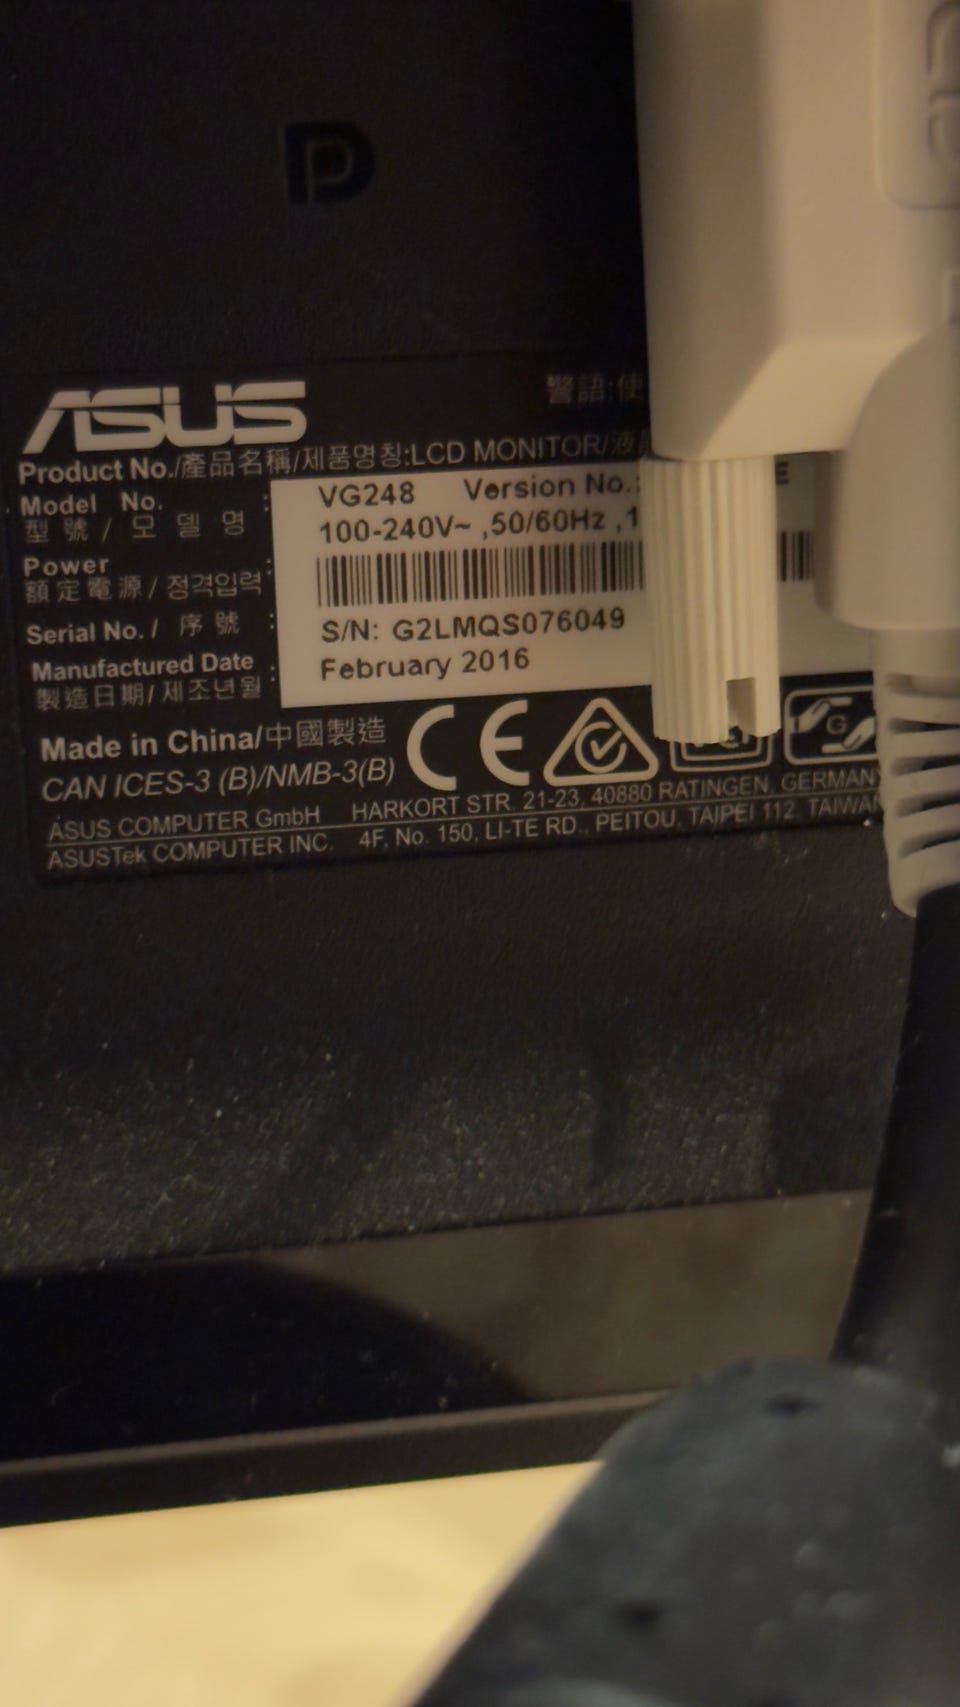 ASUS
警語:使
Product No./產品名稱/제품명칭:LCD MONITOR/液
Model No.
型號/모델명 :
VG248 Version No.:
E
100-240V~ ,50/60Hz ,1
Power
額定電源/정격입력 :
Serial No./ 序號 :
S/N: G2LMQS076049
Manufactured Date
製造日期/제조년월 :
February 2016
Made in China/中國製造
CE
CAN ICES-3 (B)/NMB-3(B)
G
ASUS COMPUTER GmbH HARKORT STR. 21-23, 40880 RATINGEN, GERMANY
ASUSTek COMPUTER INC. 4F, No. 150, LI-TE RD., PEITOU, TAIPEI 112, TAIWAN